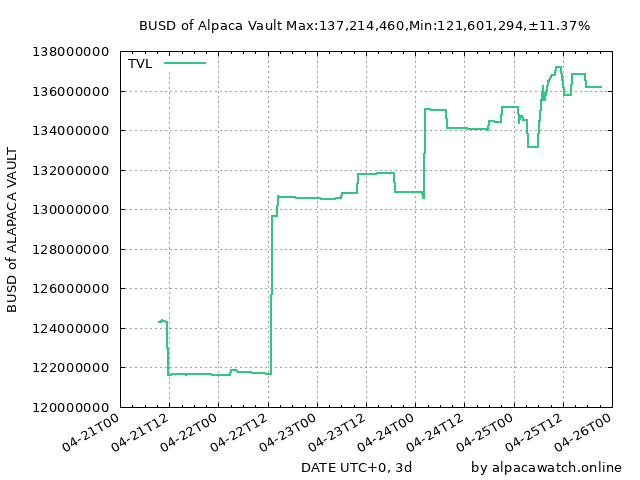 BUSD of Alpaca Vault Max:137,214,460,Min:121,601,294,±11.37%
TVL
BUSD of ALAPACA VAULT
138000000
136000000
134000000
132000000
130000000
128000000
126000000
124000000
122000000
120000000
04-21T00
04-21T12
04-22T00
04-22T12
04-23T00
04-23T12
04-24T00
04-24T12
04-25T00
04-25T12
04-26T00
DATE UTC+0, 3d
by alpacawatch.online